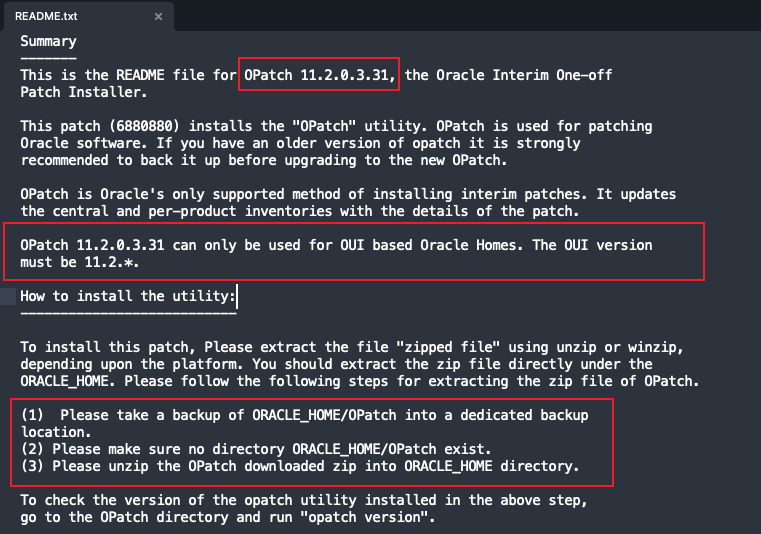 README.txt ×
Summary
-------
This is the README file for OPatch 11.2.0.3.31, the Oracle Interim One-off
Patch Installer.
This patch (6880880) installs the "OPatch" utility. OPatch is used for patching
Oracle software. If you have an older version of opatch it is strongly
recommended to back it up before upgrading to the new OPatch.
OPatch is Oracle's only supported method of installing interim patches. It updates
the central and per-product inventories with the details of the patch.
OPatch 11.2.0.3.31 can only be used for OUI based Oracle Homes. The OUI version
must be 11.2.*.
How to install the utility:
---------------------------
To install this patch, Please extract the file "zipped file" using unzip or winzip,
depending upon the platform. You should extract the zip file directly under the
ORACLE_HOME. Please follow the following steps for extracting the zip file of OPatch.
(1)  Please take a backup of ORACLE_HOME/OPatch into a dedicated backup
location.
(2) Please make sure no directory ORACLE_HOME/OPatch exist.
(3) Please unzip the OPatch downloaded zip into ORACLE_HOME directory.
To check the version of the opatch utility installed in the above step,
go to the OPatch directory and run "opatch version".